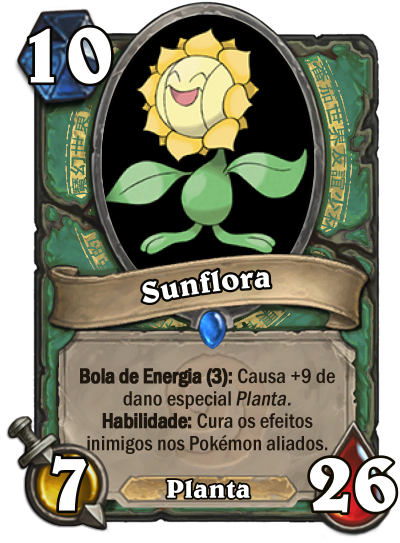 10
Sunflora
Bola de Energia (3): Causa +9 de
dano especial Planta.
Habilidade: Cura os efeitos
inimigos nos Pokémon aliados.
7
Planta
26